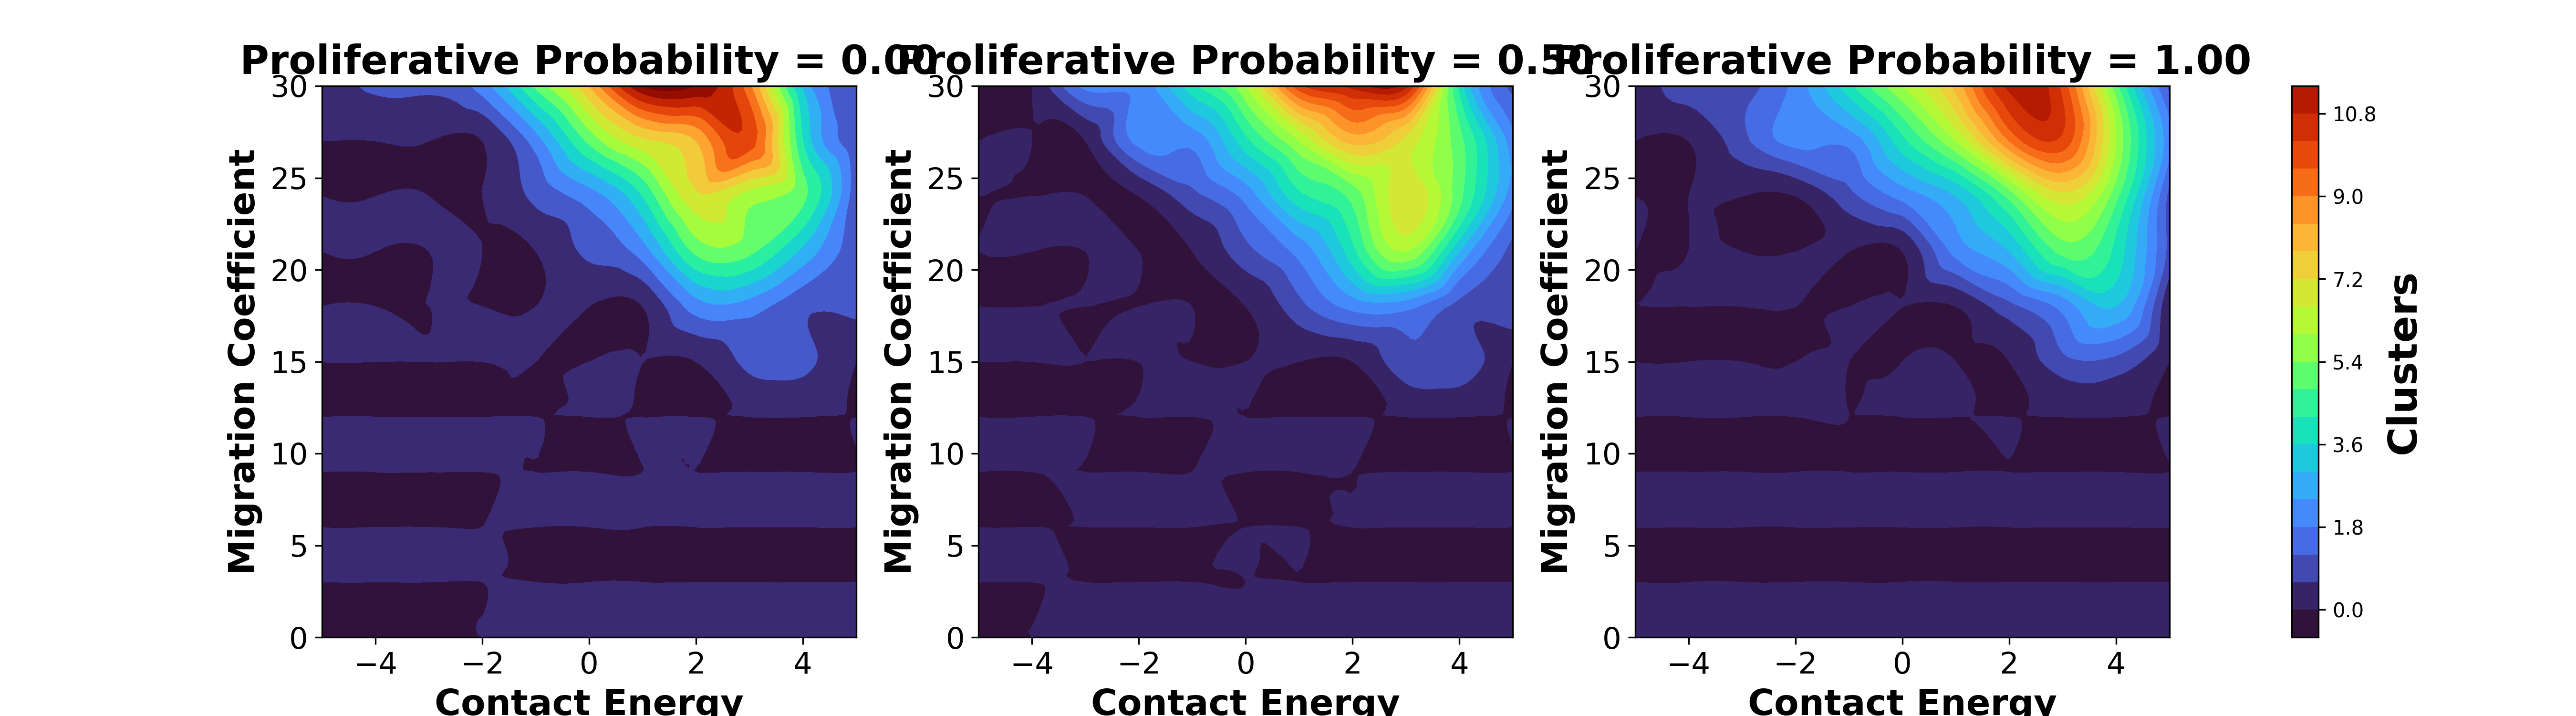 Proliferative Probability = 0.00
Proliferative Probability = 0.50
Proliferative Probability = 1.00
Migration Coefficient
30
25
20
15
10
5
0
−4 −2 0 2 4
Contact Energy
Migration Coefficient
30
25
20
15
10
5
0
−4 −2 0 2 4
Contact Energy
Migration Coefficient
30
25
20
15
10
5
0
−4 −2 0 2 4
Contact Energy
10.8
9.0
7.2
5.4
3.6
1.8
0.0
Clusters